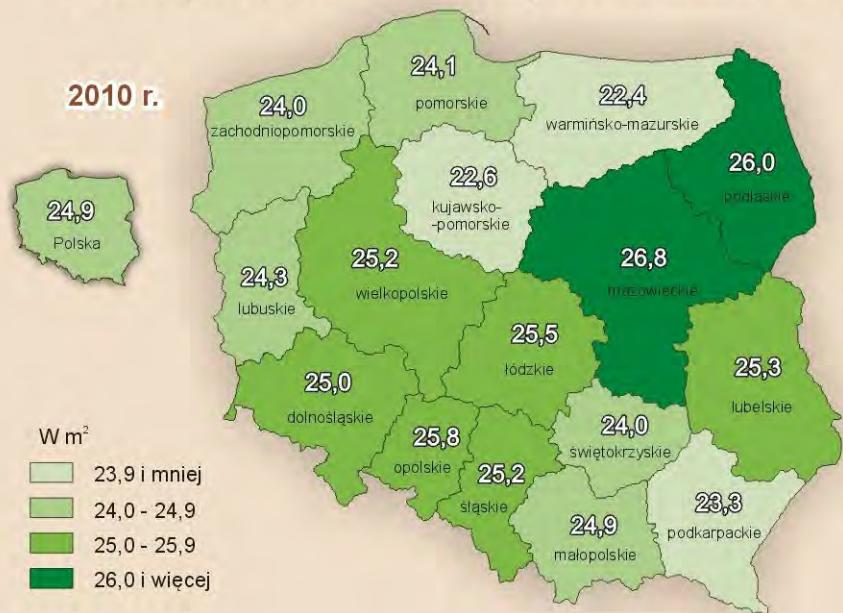 2010 r.
24,9
Polska
24,0
zachodniopomorskie
24,1
pomorskie
22,4
warmińsko-mazurskie
26,0
podlaskie
22,6
kujawsko-
-pomorskie
26,8
mazowieckie
24,3
lubuskie
25,2
wielkopolskie
25,5
łódzkie
25,3
lubelskie
25,0
dolnośląskie
25,8
opolskie
25,2
śląskie
24,0
świętokrzyskie
24,9
małopolskie
23,3
podkarpackie
W m²
23,9 i mniej
24,0 - 24,9
25,0 - 25,9
26,0 i więcej